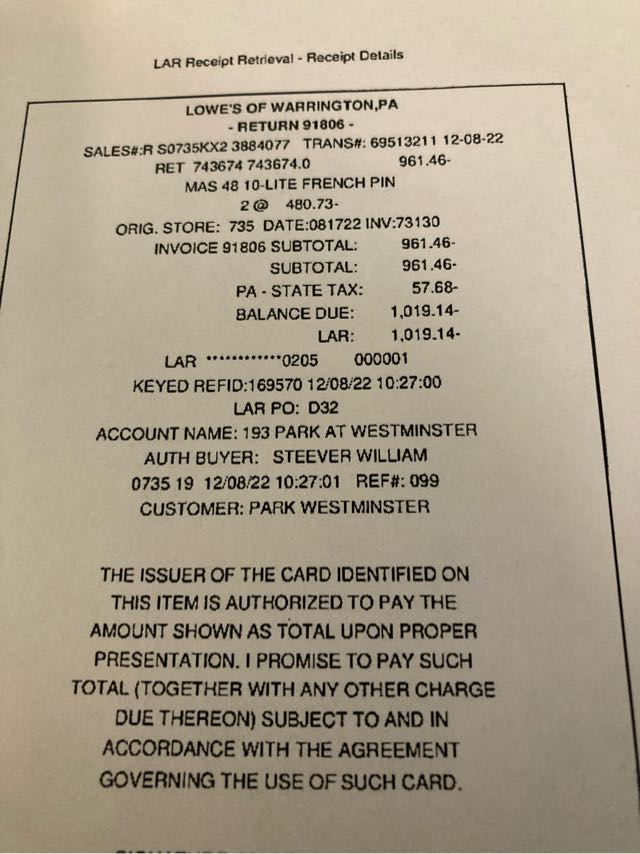 LAR Receipt Retrieval - Receipt Details
LOWE'S OF WARRINGTON,PA
- RETURN 91806 -
SALES#:R S0735KX2 3884077 TRANS#: 69513211 12-08-22
RET 743674 743674.0 961.46-
MAS 48 10-LITE FRENCH PIN
2 @ 480.73-
ORIG. STORE: 735 DATE:081722 INV:73130
INVOICE 91806 SUBTOTAL: 961.46-
SUBTOTAL: 961.46-
PA - STATE TAX: 57.68-
BALANCE DUE: 1,019.14-
LAR: 1,019.14-
LAR ************0205 000001
KEYED REFID:169570 12/08/22 10:27:00
LAR PO: D32
ACCOUNT NAME: 193 PARK AT WESTMINSTER
AUTH BUYER: STEEVER WILLIAM
0735 19 12/08/22 10:27:01 REF#: 099
CUSTOMER: PARK WESTMINSTER
THE ISSUER OF THE CARD IDENTIFIED ON
THIS ITEM IS AUTHORIZED TO PAY THE
AMOUNT SHOWN AS TOTAL UPON PROPER
PRESENTATION. I PROMISE TO PAY SUCH
TOTAL (TOGETHER WITH ANY OTHER CHARGE
DUE THEREON) SUBJECT TO AND IN
ACCORDANCE WITH THE AGREEMENT
GOVERNING THE USE OF SUCH CARD.